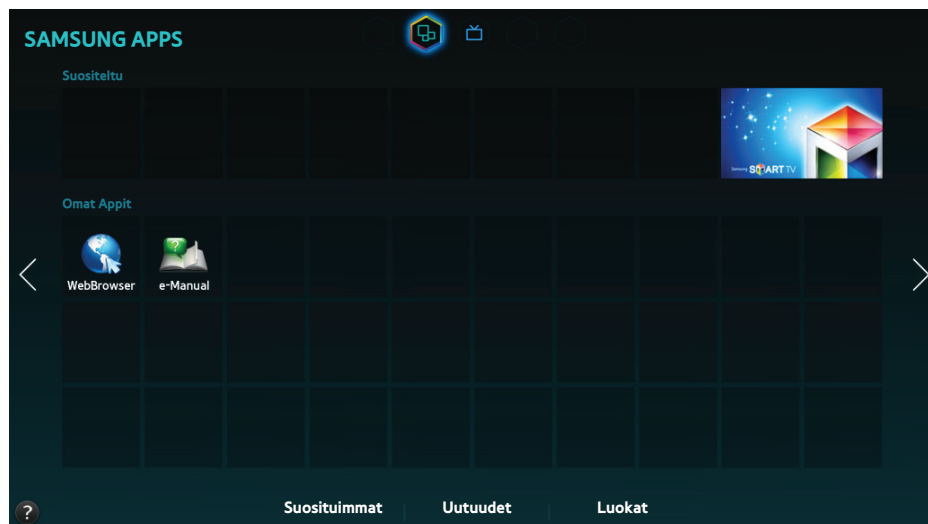 SAMSUNG APPS
Suositeltu
Samsung SMART TV
Omat Appit
WebBrowser e-Manual
?
Suosituimmat Uutuudet Luokat